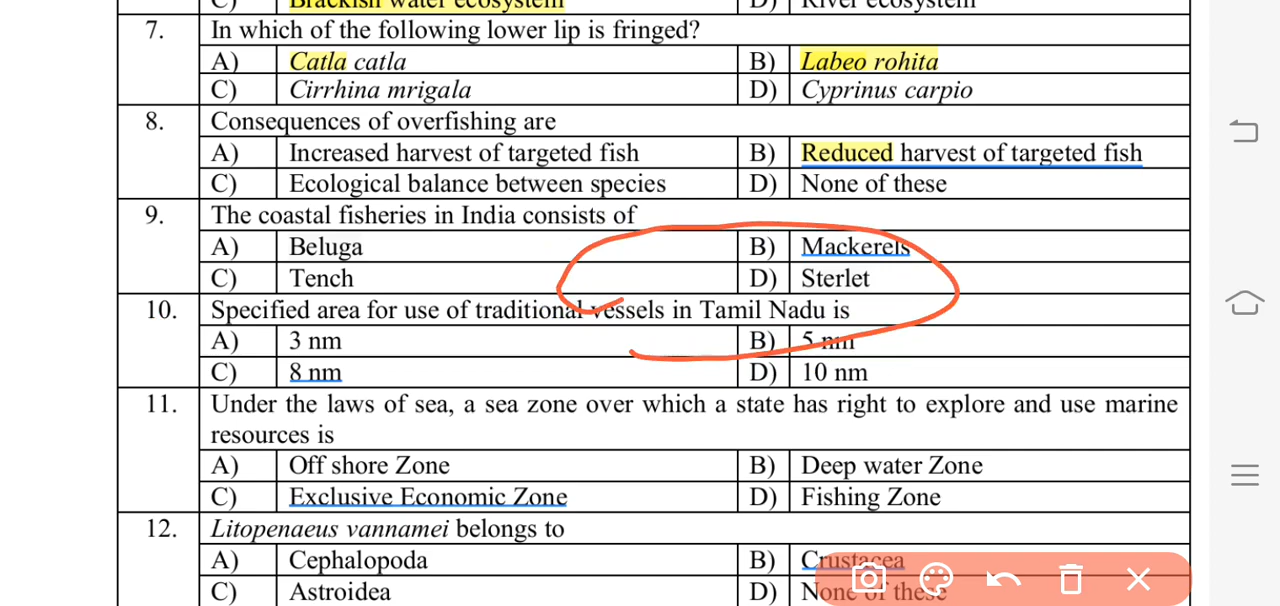 C) Brackish water ecosystem D) River ecosystem
7. In which of the following lower lip is fringed?
A) Catla catla B) Labeo rohita
C) Cirrhina mrigala D) Cyprinus carpio
8. Consequences of overfishing are
A) Increased harvest of targeted fish B) Reduced harvest of targeted fish
C) Ecological balance between species D) None of these
9. The coastal fisheries in India consists of
A) Beluga B) Mackerels
C) Tench D) Sterlet
10. Specified area for use of traditional vessels in Tamil Nadu is
A) 3 nm B) 5 nm
C) 8 nm D) 10 nm
11. Under the laws of sea, a sea zone over which a state has right to explore and use marine
resources is
A) Off shore Zone B) Deep water Zone
C) Exclusive Economic Zone D) Fishing Zone
12. Litopenaeus vannamei belongs to
A) Cephalopoda B) Crustacea
C) Astroidea D) None of these